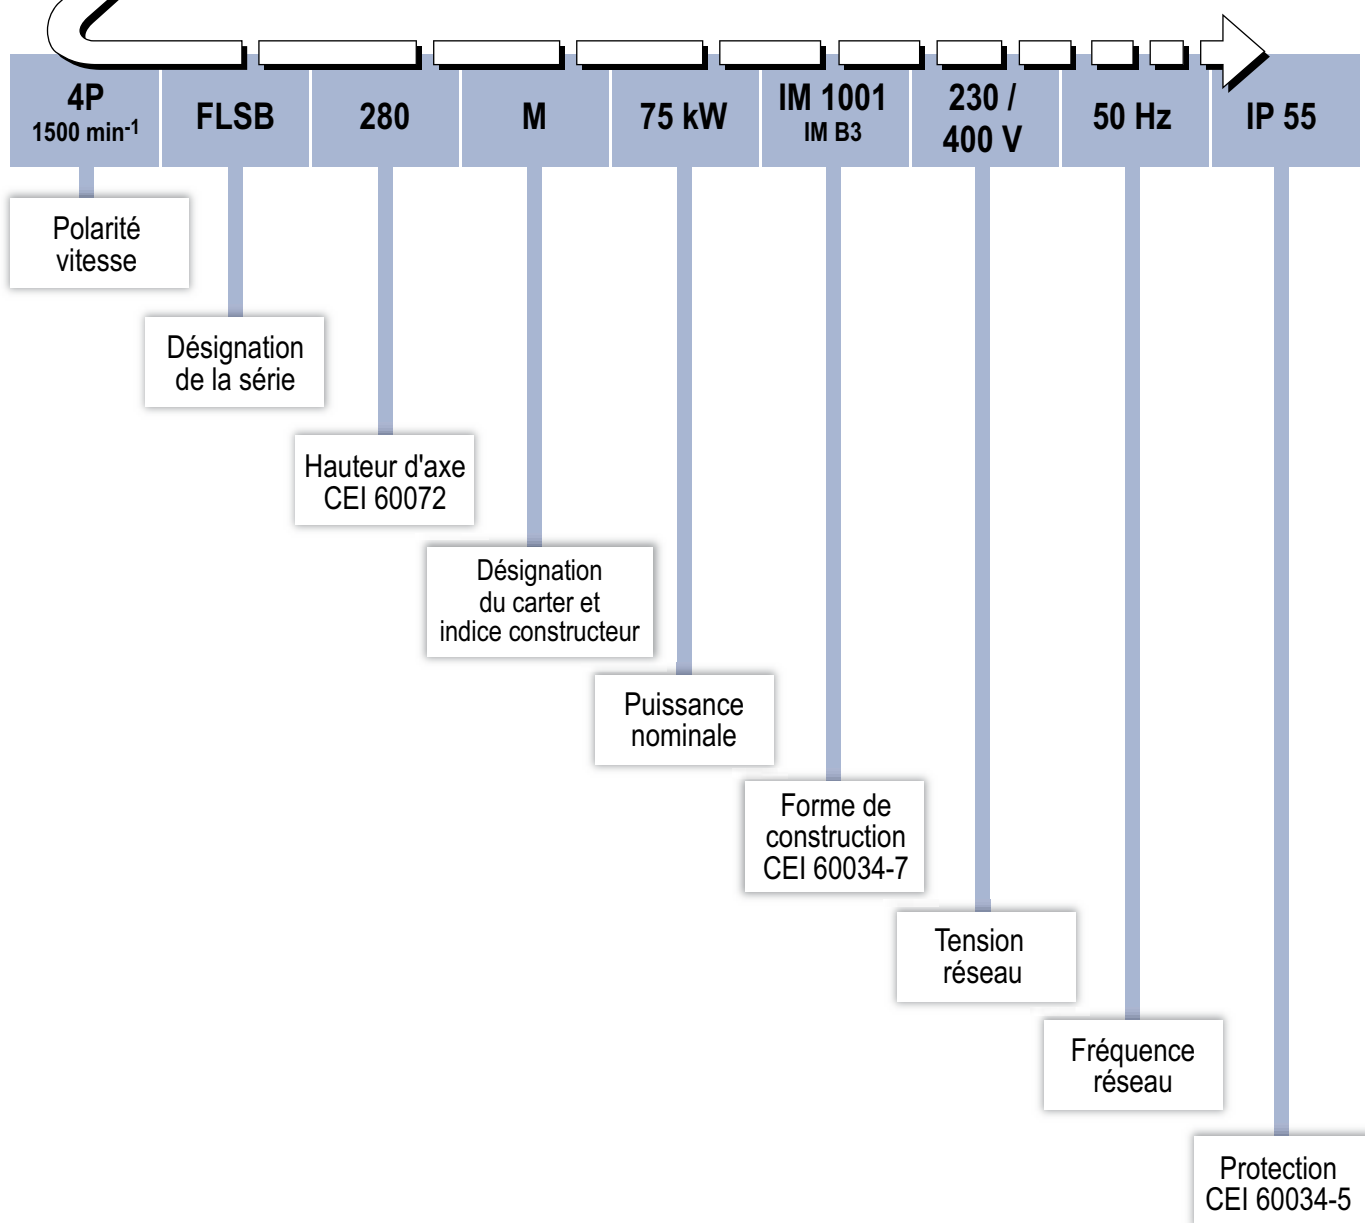 4P
1500 min-1
FLSB
280
M
75 kW
IM 1001
IM B3
230 /
400 V
50 Hz
IP 55
Polarité
vitesse
Désignation
de la série
Hauteur d'axe
CEI 60072
Désignation
du carter et
indice constructeur
Puissance
nominale
Forme de
construction
CEI 60034-7
Tension
réseau
Fréquence
réseau
Protection
CEI 60034-5